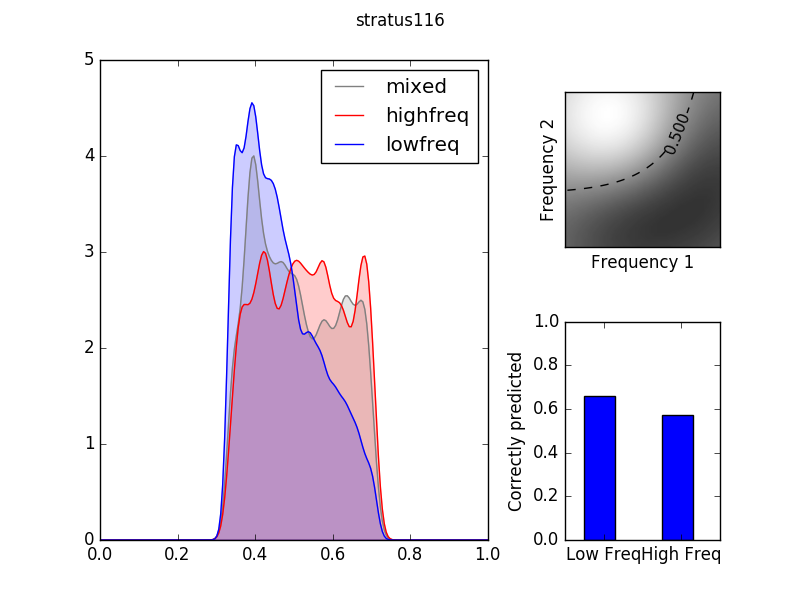 stratus116
5
4
3
2
1
0
0.0 0.2 0.4 0.6 0.8 1.0
mixed
highfreq
lowfreq
Frequency 2
0.500
Frequency 1
Correctly predicted
1.0
0.8
0.6
0.4
0.2
0.0
Low Freq High Freq